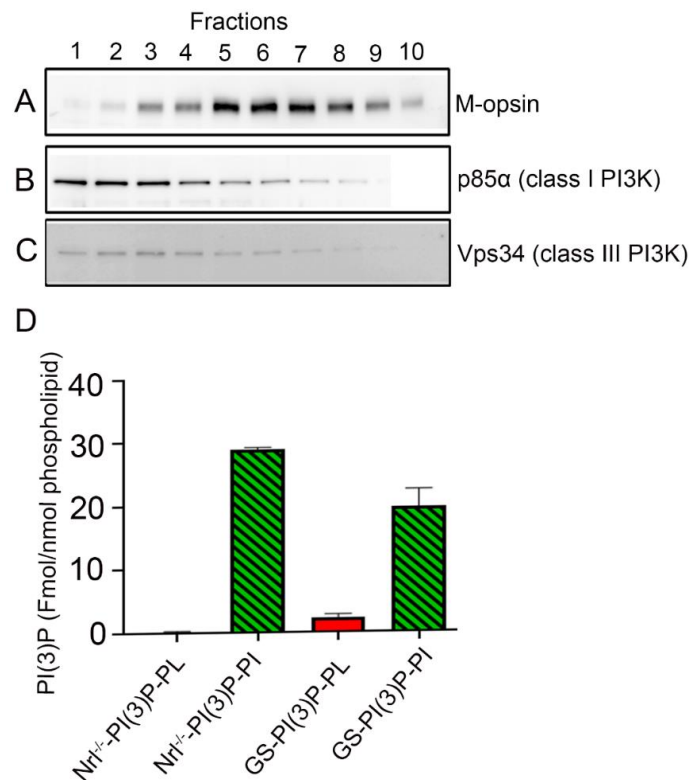 Fractions
1 2 3 4 5 6 7 8 9 10
A M-opsin
B p85α (class I PI3K)
C Vps34 (class III PI3K)
D
PI(3)P (Fmol/nmol phospholipid)
40
30
20
10
0
Nrl-/--PI(3)P-PL
Nrl-/--PI(3)P-PI
GS-PI(3)P-PL
GS-PI(3)P-PI